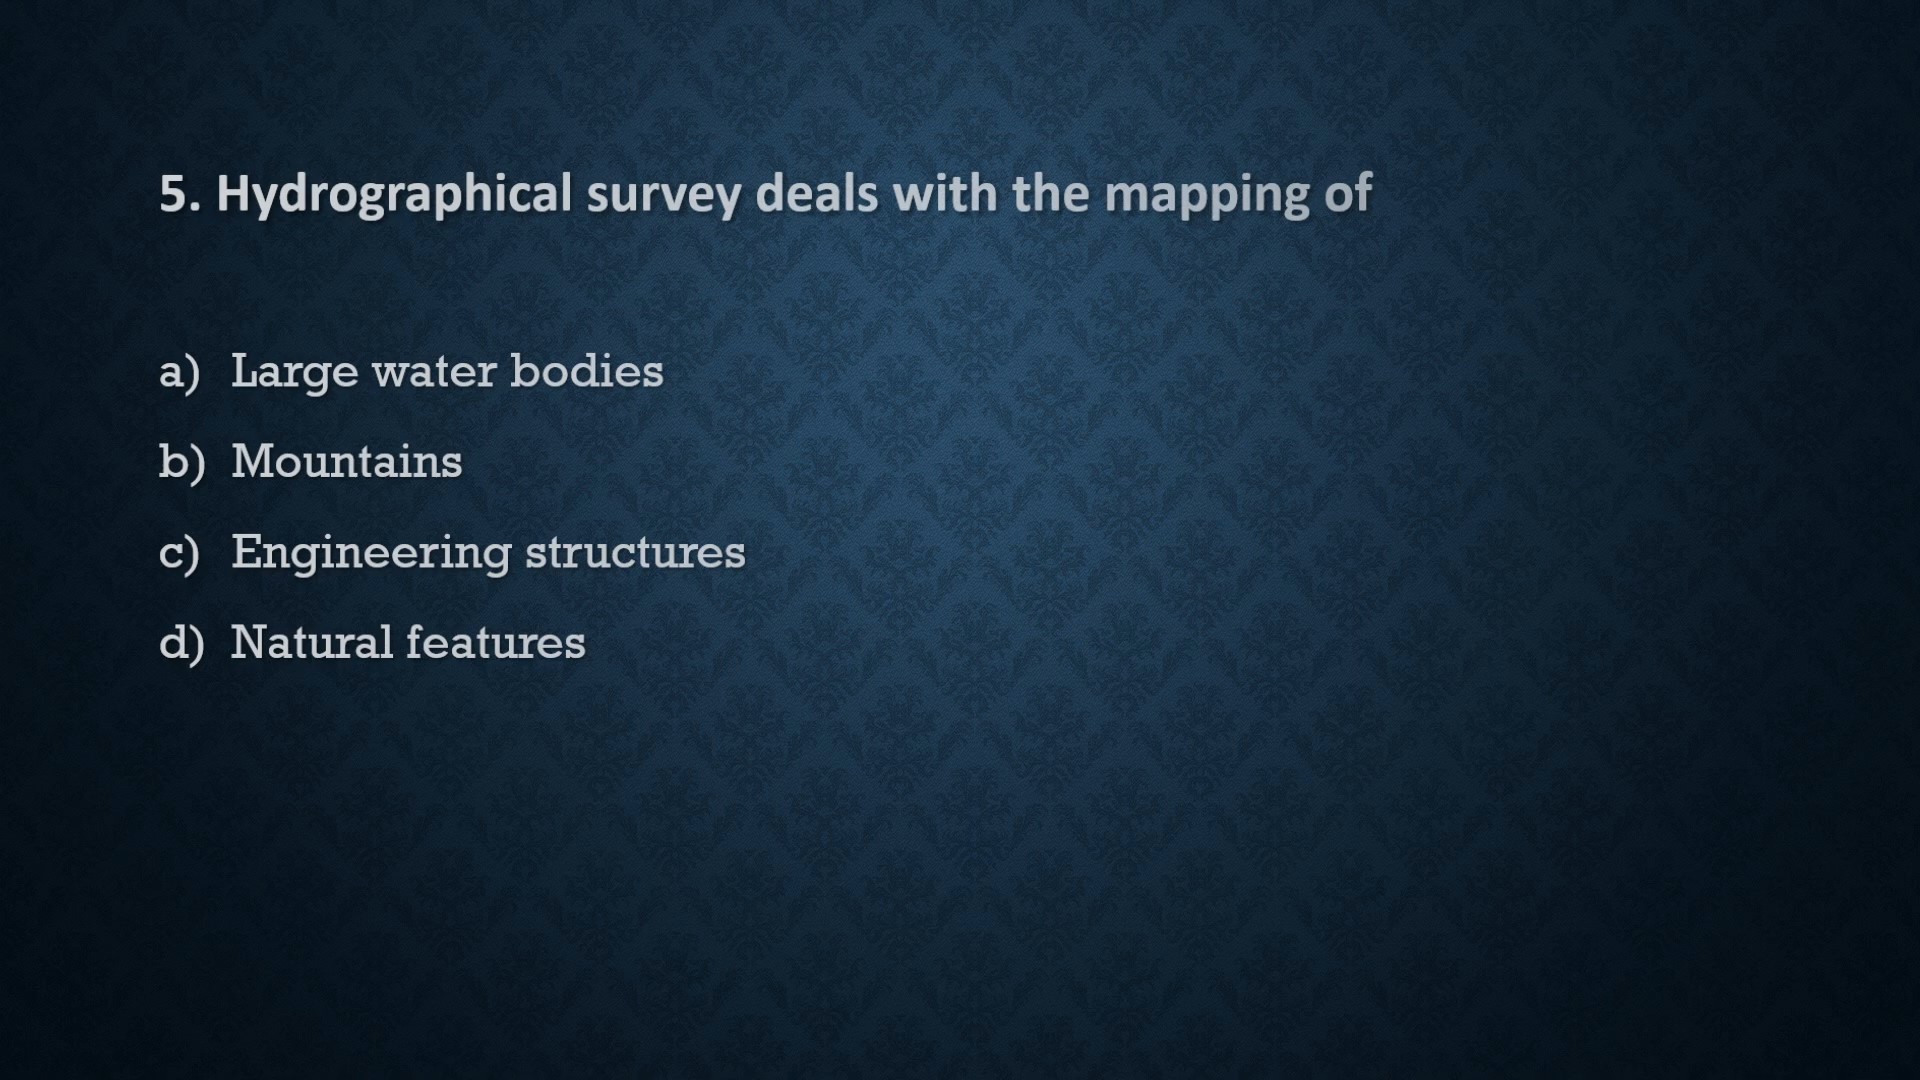 5. Hydrographical survey deals with the mapping of
a) Large water bodies
b) Mountains
c) Engineering structures
d) Natural features